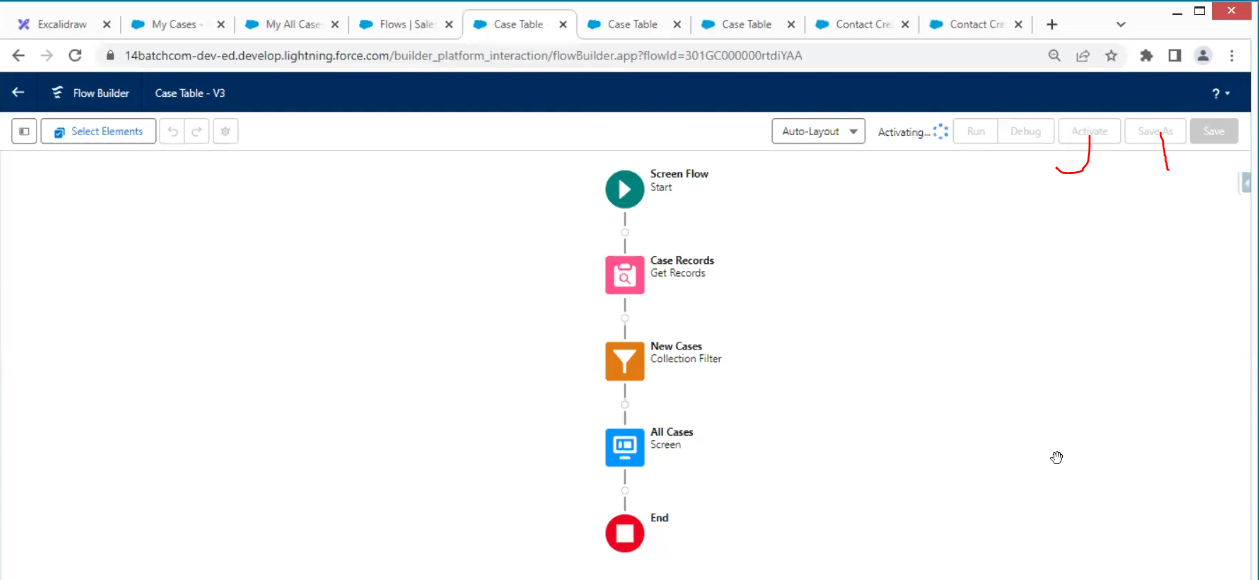 Excalidraw
My Cases -
My All Case
Flows | Sale
Case Table
Case Table
Case Table
Contact Cre
Contact Cre
14batchcom-dev-ed.develop.lightning.force.com/builder_platform_interaction/flowBuilder.app?flowId=301GC000000rtdiYAA
Flow Builder
Case Table - V3
?
Select Elements
Auto-Layout
Activating...
Run
Debug
Activate
Save As
Save
Screen Flow
Start
Case Records
Get Records
New Cases
Collection Filter
All Cases
Screen
End